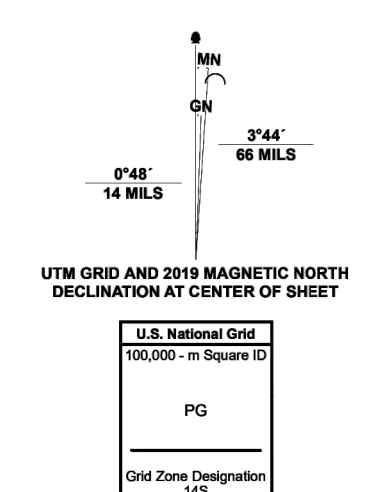 MN
GN
3°44´
66 MILS
0°48´
14 MILS
UTM GRID AND 2019 MAGNETIC NORTH
DECLINATION AT CENTER OF SHEET
U.S. National Grid
100,000 - m Square ID
PG
Grid Zone Designation
14S